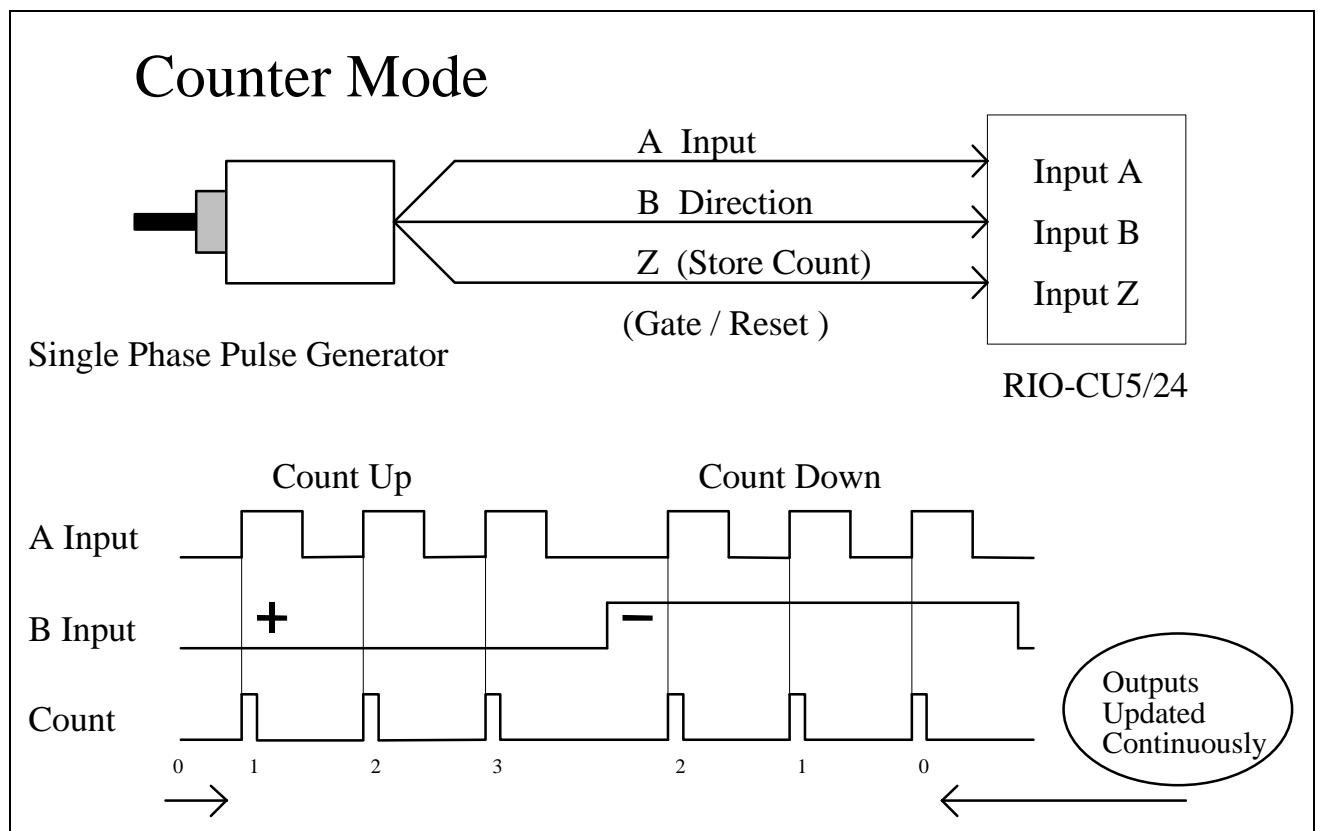 Counter Mode
A Input
B Direction
Z (Store Count)
(Gate / Reset )
Input A
Input B
Input Z
Single Phase Pulse Generator
RIO-CU5/24
Count Up
Count Down
A Input
+
−
B Input
Count
0 1 2 3 2 1 0
Outputs
Updated
Continuously